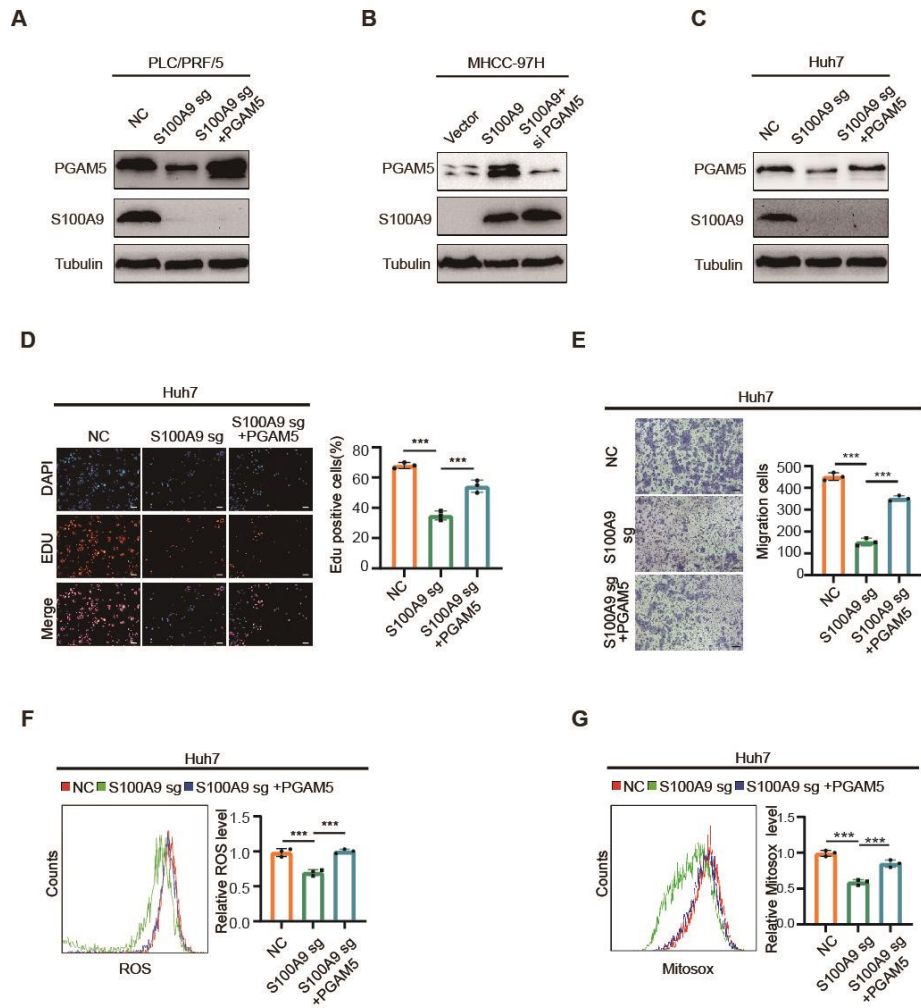 A
PLC/PRF/5
NC
S100A9 sg
S100A9 sg
+PGAM5
PGAM5
S100A9
Tubulin
B
MHCC-97H
Vector
S100A9
S100A9+
si PGAM5
PGAM5
S100A9
Tubulin
C
Huh7
NC
S100A9 sg
S100A9 sg
+PGAM5
PGAM5
S100A9
Tubulin
D
Huh7
NC
S100A9 sg
S100A9 sg
+PGAM5
DAPI
EDU
Merge
Edu positive cells(%)
80
60
40
20
0
***
***
NC
S100A9 sg
S100A9 sg
+PGAM5
E
Huh7
NC
S100A9
sg
S100A9 sg
+PGAM5
Migration cells
500
400
300
200
100
0
***
***
NC
S100A9 sg
S100A9 sg
+PGAM5
F
Huh7
NC S100A9 sg S100A9 sg +PGAM5
Counts
ROS
Relative ROS level
1.5
1.0
0.5
0.0
***
***
NC
S100A9 sg
S100A9 sg
+PGAM5
G
Huh7
NC S100A9 sg S100A9 sg +PGAM5
Counts
Mitosox
Relative Mitosox level
1.5
1.0
0.5
0.0
***
***
NC
S100A9 sg
S100A9 sg
+PGAM5